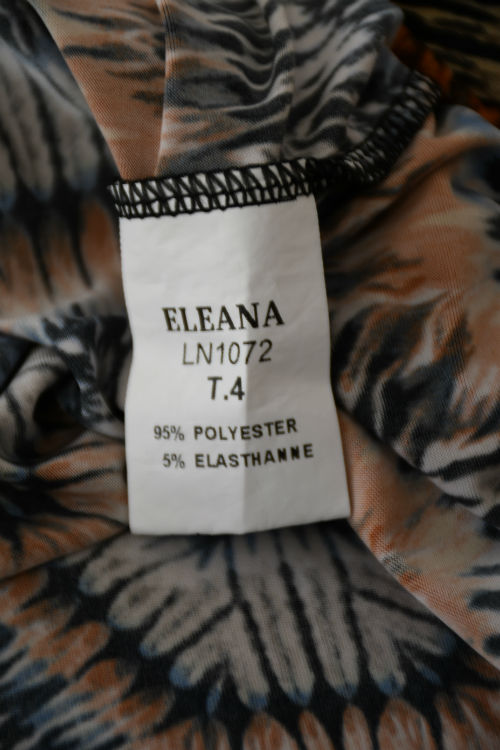 ELEANA
LN1072
T.4
95% POLYESTER
5% ELASTHANNE